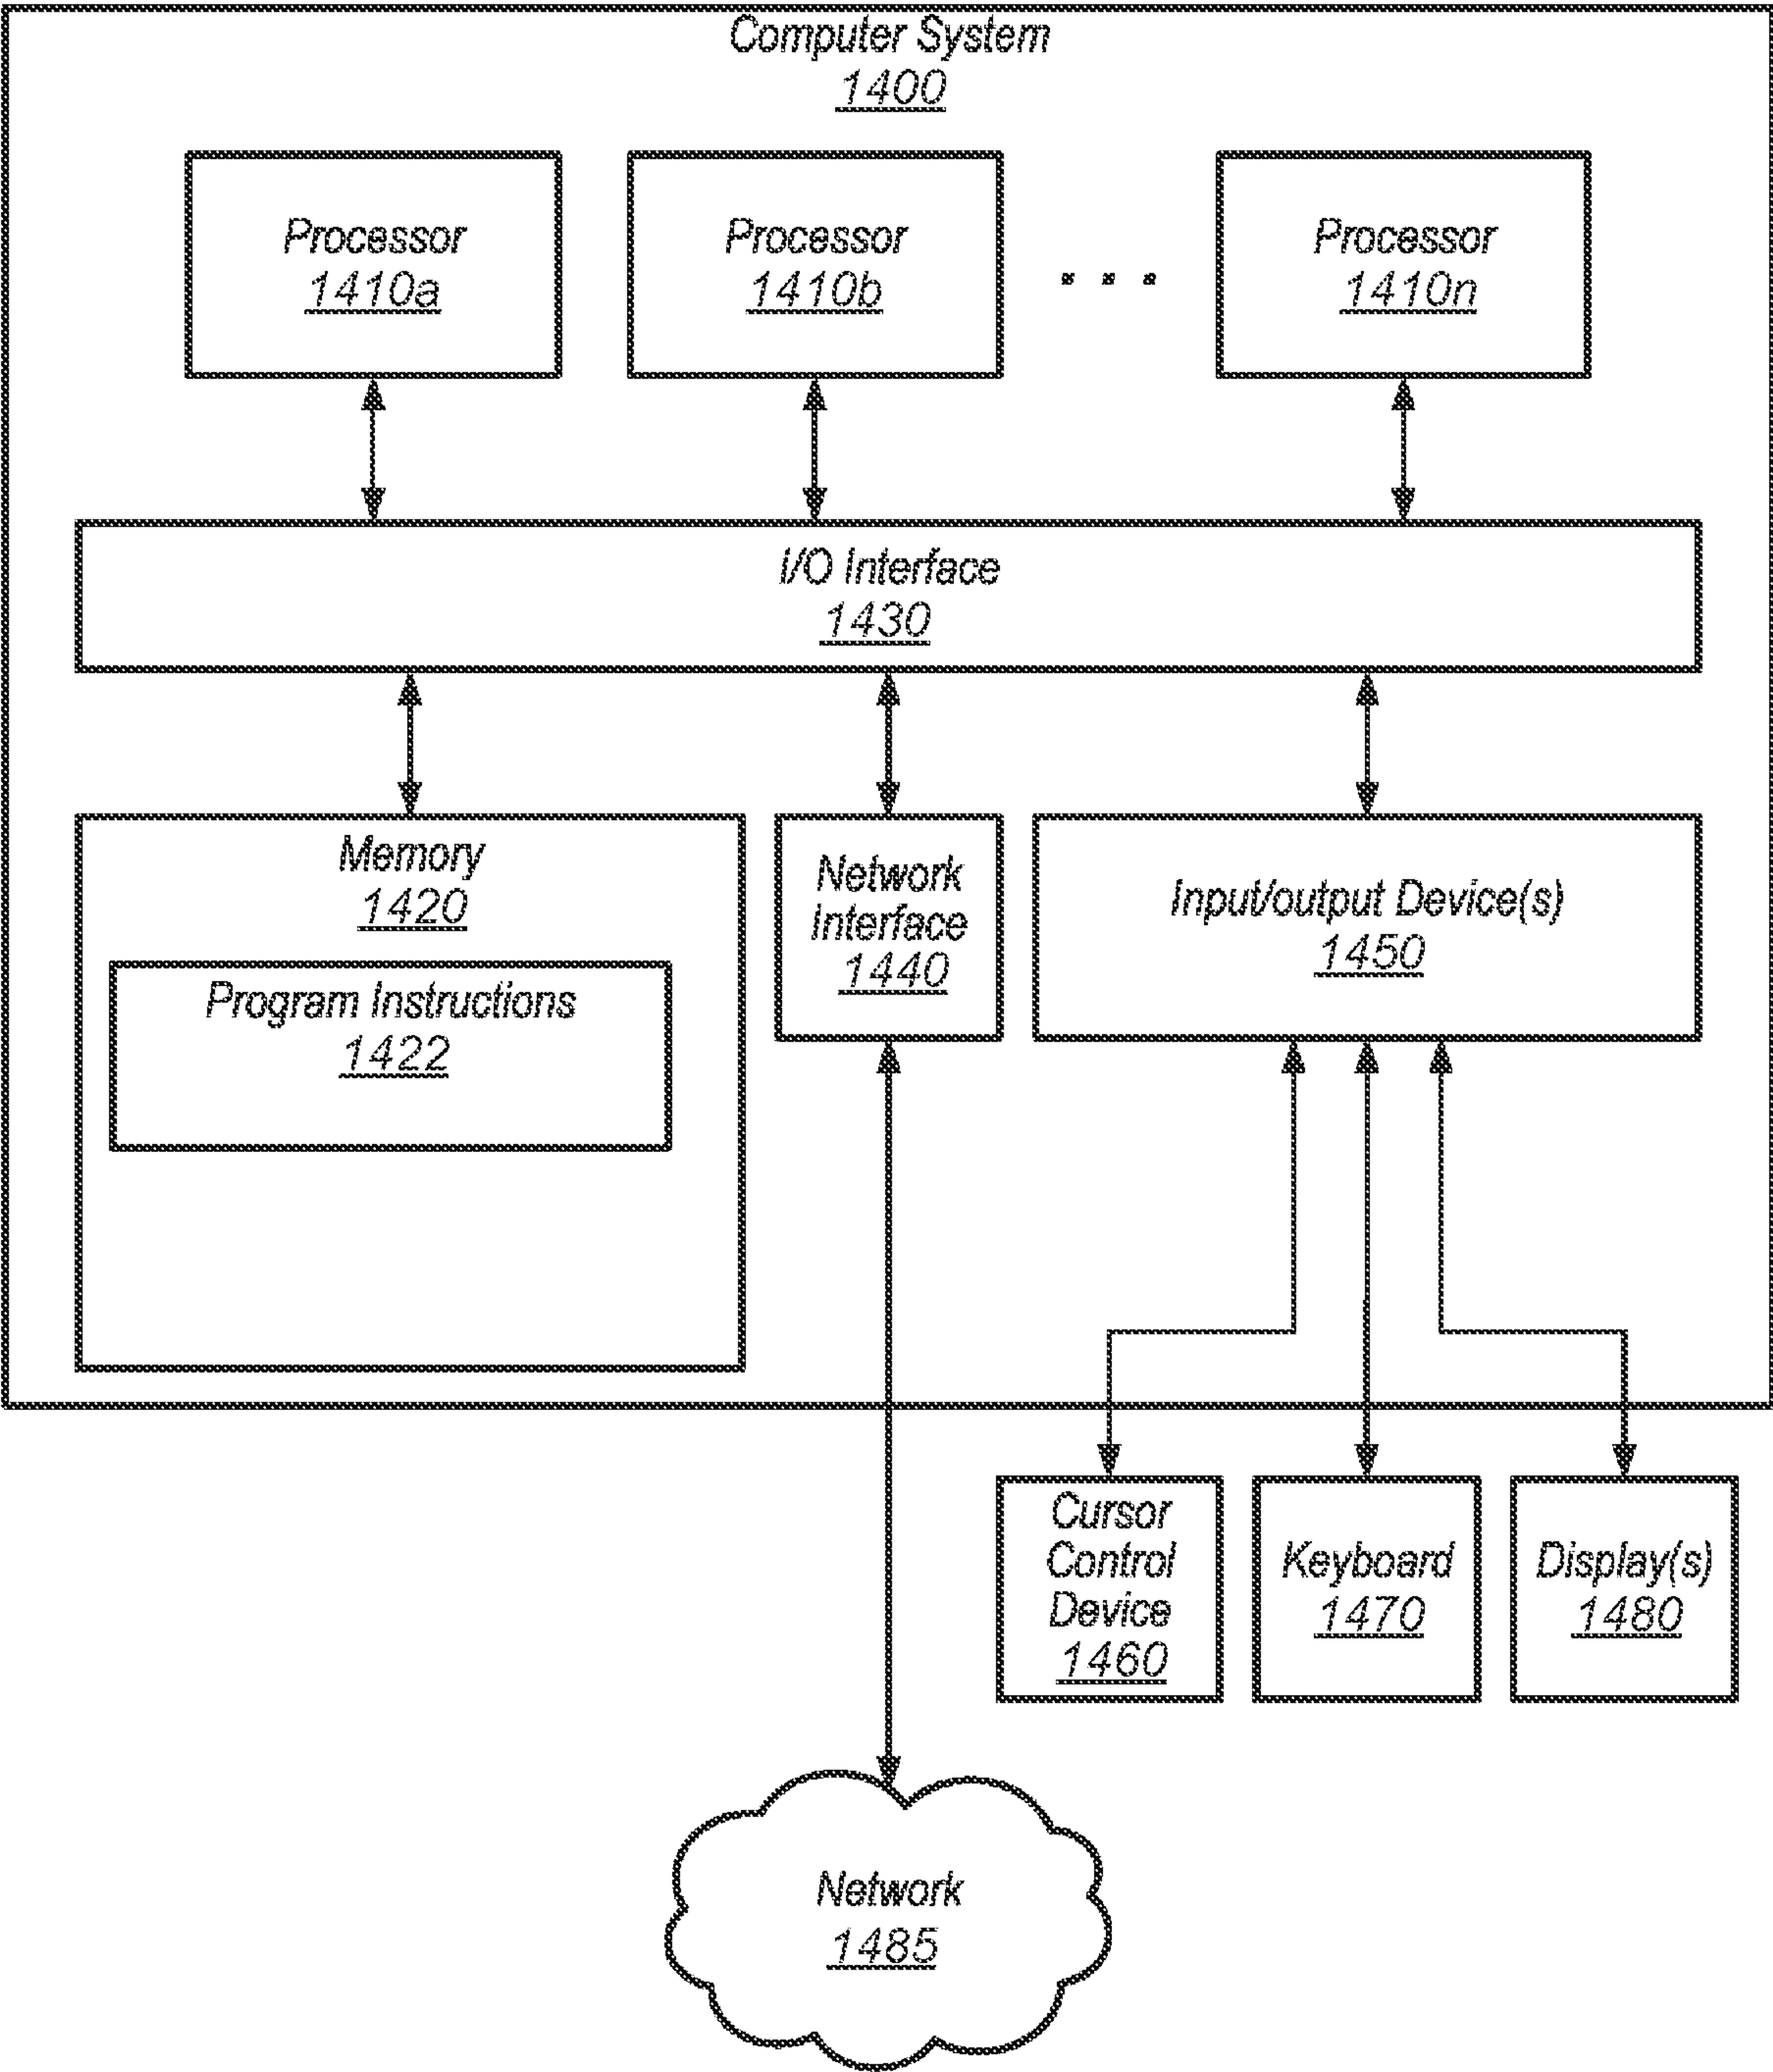 Computer System
1400
Processor
1410a
Processor
1410b
. . .
Processor
1410n
I/O Interface
1430
Memory
1420
Program Instructions
1422
Network
Interface
1440
Input/output Device(s)
1450
Cursor
Control
Device
1460
Keyboard
1470
Display(s)
1480
Network
1485